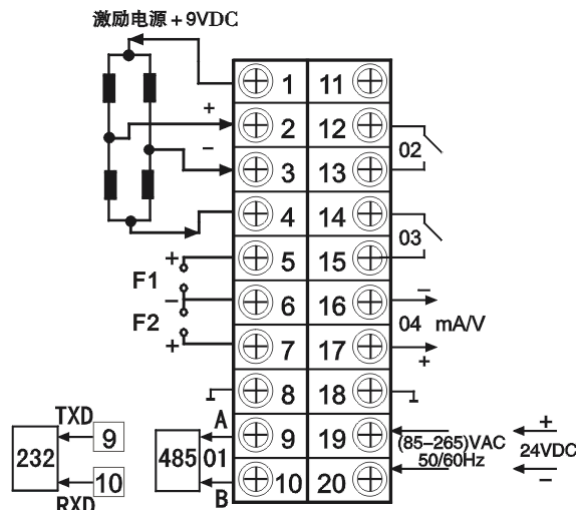 激励电源＋9VDC
1 11
+ 2 12
02
− 3 13
4 14
03
+ 5 15
F1
− 6 16 −
F2 04 mA/V
+ 7 17 +
8 18
TXD 9 A 9 19 +
232 485 01 (85−265)VAC 24VDC
50/60Hz
RXD 10 B 10 20 −